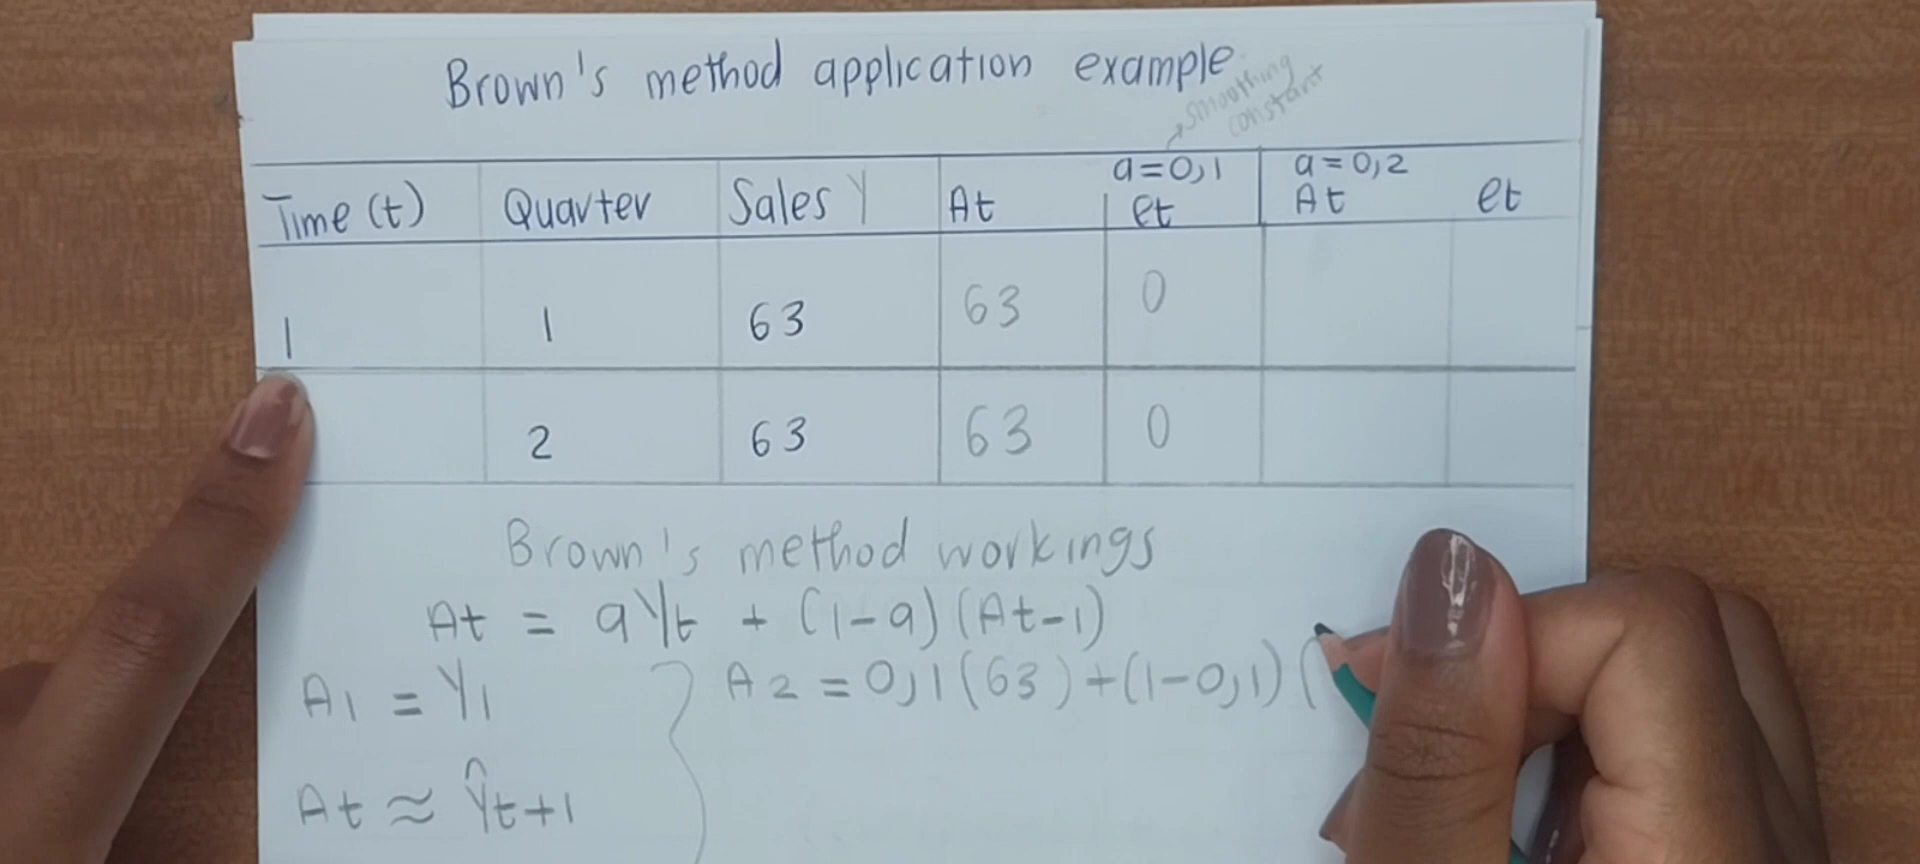 Brown's method application example
smoothing
constant
a=0,1 a=0,2
Time (t) Quarter Sales Y At et At et
1 1 63 63 0
2 63 63 0
Brown's method workings
At = aYt + (1-a)(At-1)
A1 = Y1 A2 = 0,1(63)+(1-0,1)(
At ≈ Ŷt+1